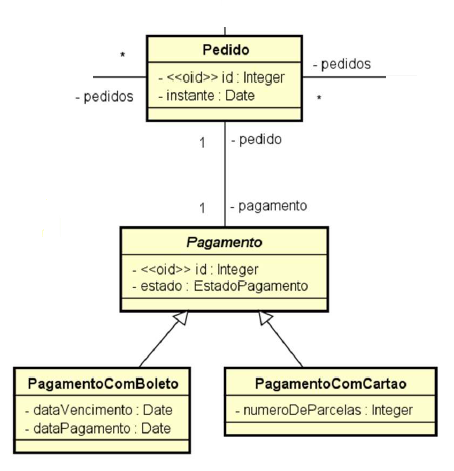 Pedido
*
- <<oid>> id : Integer
- pedidos
- pedidos
- instante : Date
*
1
- pedido
1
- pagamento
Pagamento
- <<oid>> id : Integer
- estado : EstadoPagamento
PagamentoComBoleto
- dataVencimento : Date
- dataPagamento : Date
PagamentoComCartao
- numeroDeParcelas : Integer